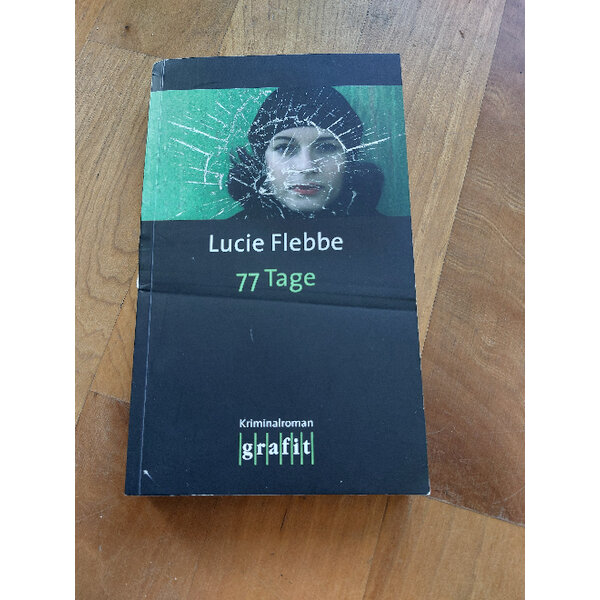 Lucie Flebbe
77 Tage
Kriminalroman
grafit